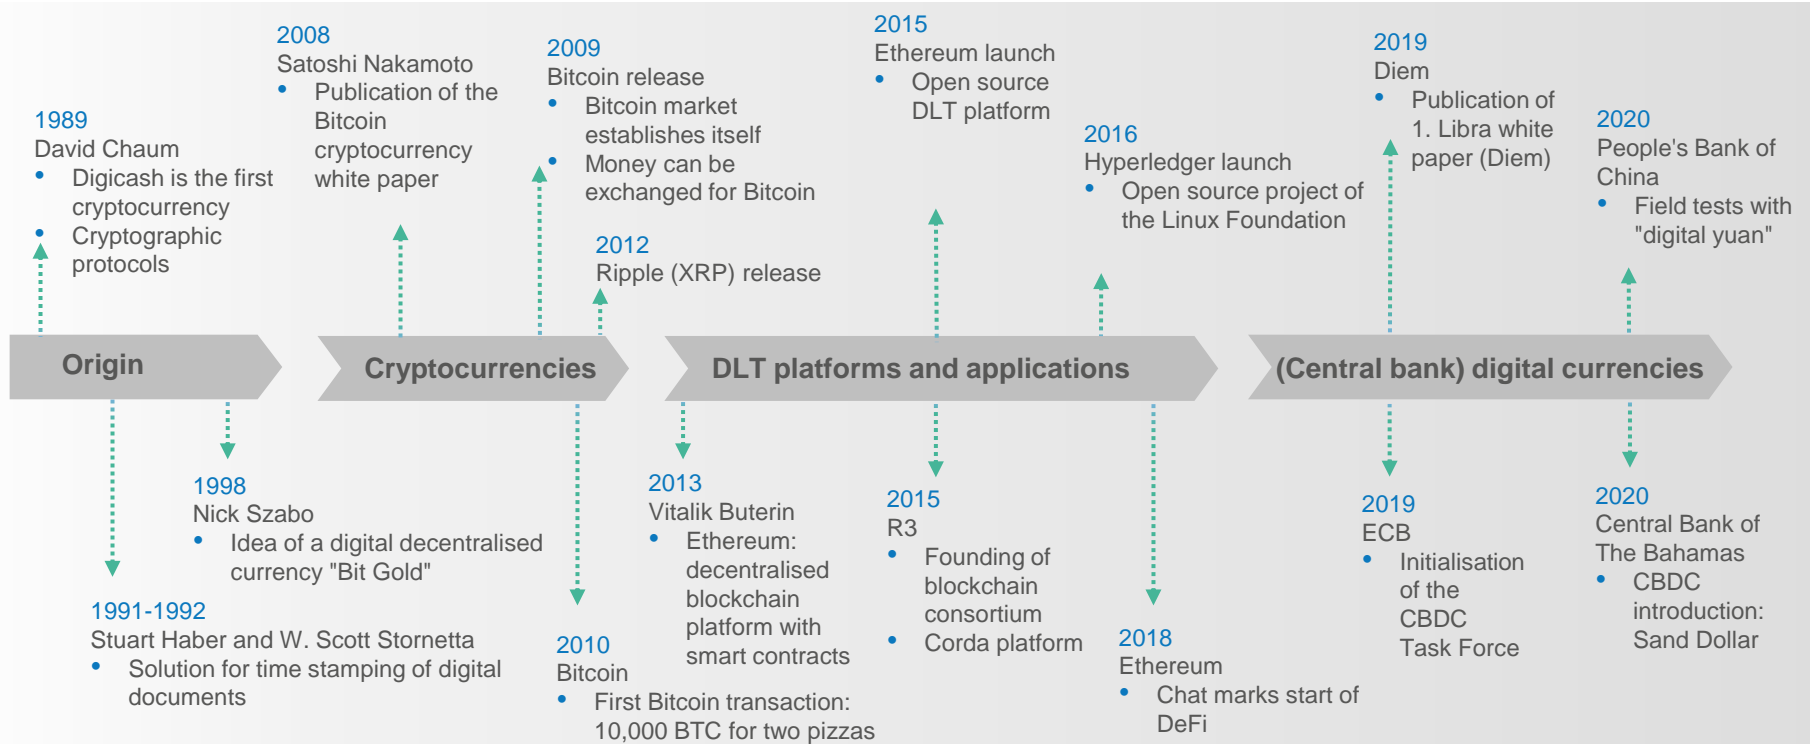 1989
David Chaum
• Digicash is the first
cryptocurrency
• Cryptographic
protocols
2008
Satoshi Nakamoto
• Publication of the
Bitcoin
cryptocurrency
white paper
2009
Bitcoin release
• Bitcoin market
establishes itself
• Money can be
exchanged for Bitcoin
2012
Ripple (XRP) release
2015
Ethereum launch
• Open source
DLT platform
2016
Hyperledger launch
• Open source project of
the Linux Foundation
2019
Diem
• Publication of
1. Libra white
paper (Diem)
2020
People's Bank of
China
• Field tests with
"digital yuan"
Origin
Cryptocurrencies
DLT platforms and applications
(Central bank) digital currencies
1991-1992
Stuart Haber and W. Scott Stornetta
• Solution for time stamping of digital
documents
1998
Nick Szabo
• Idea of a digital decentralised
currency "Bit Gold"
2010
Bitcoin
• First Bitcoin transaction:
10,000 BTC for two pizzas
2013
Vitalik Buterin
• Ethereum:
decentralised
blockchain
platform with
smart contracts
2015
R3
• Founding of
blockchain
consortium
• Corda platform
2018
Ethereum
• Chat marks start of
DeFi
2019
ECB
• Initialisation
of the
CBDC
Task Force
2020
Central Bank of
The Bahamas
• CBDC
introduction:
Sand Dollar